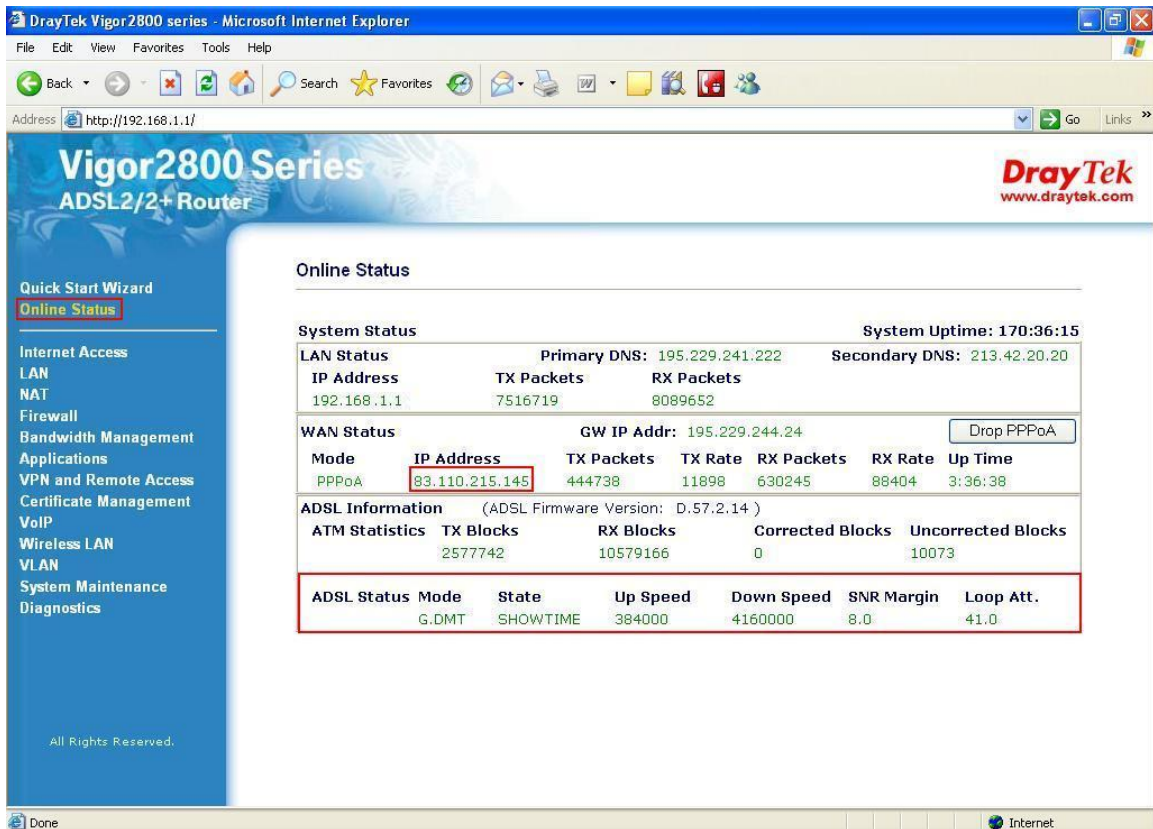 DrayTek Vigor2800 series - Microsoft Internet Explorer
File Edit View Favorites Tools Help
Back Search Favorites
Address http://192.168.1.1/ Go Links »
Vigor2800 Series
ADSL2/2+ Router
DrayTek
www.draytek.com
Quick Start Wizard
Online Status
Internet Access
LAN
NAT
Firewall
Bandwidth Management
Applications
VPN and Remote Access
Certificate Management
VoIP
Wireless LAN
VLAN
System Maintenance
Diagnostics
All Rights Reserved.
Online Status
System Status System Uptime: 170:36:15
LAN Status Primary DNS: 195.229.241.222 Secondary DNS: 213.42.20.20
IP Address TX Packets RX Packets
192.168.1.1 7516719 8089652
WAN Status GW IP Addr: 195.229.244.24 Drop PPPoA
Mode IP Address TX Packets TX Rate RX Packets RX Rate Up Time
PPPoA 83.110.215.145 444738 11898 630245 88404 3:36:38
ADSL Information (ADSL Firmware Version: D.57.2.14 )
ATM Statistics TX Blocks RX Blocks Corrected Blocks Uncorrected Blocks
2577742 10579166 0 10073
ADSL Status Mode State Up Speed Down Speed SNR Margin Loop Att.
G.DMT SHOWTIME 384000 4160000 8.0 41.0
Done Internet